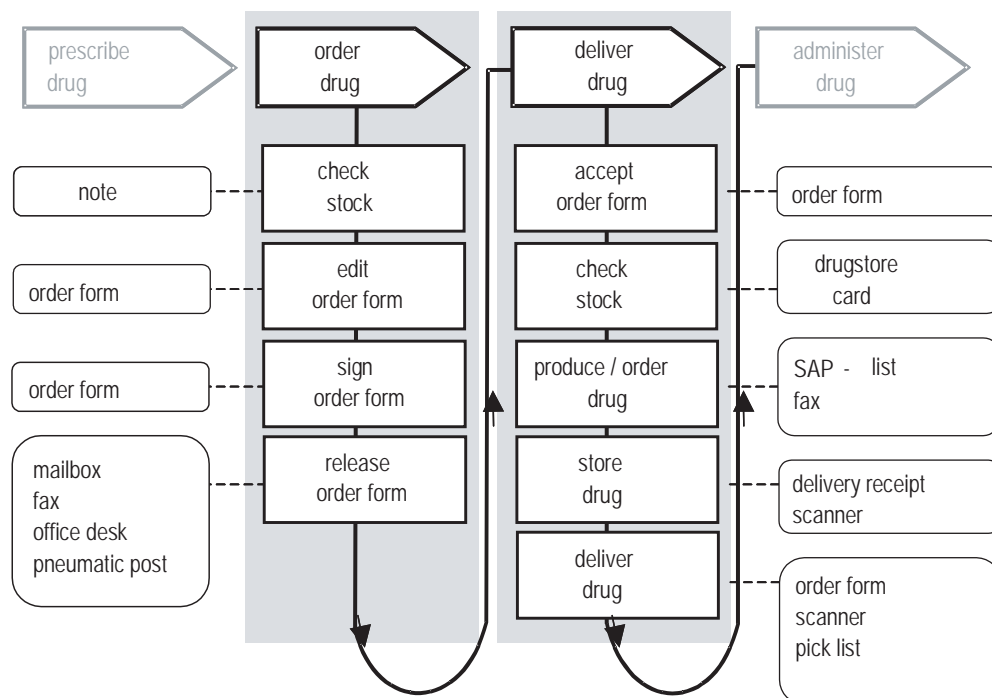 prescribe
drug
order
drug
deliver
drug
administer
drug
note
check
stock
accept
order form
order form
order form
edit
order form
check
stock
drugstore
card
order form
sign
order form
produce / order
drug
SAP - list
fax
mailbox
fax
office desk
pneumatic post
release
order form
store
drug
delivery receipt
scanner
deliver
drug
order form
scanner
pick list